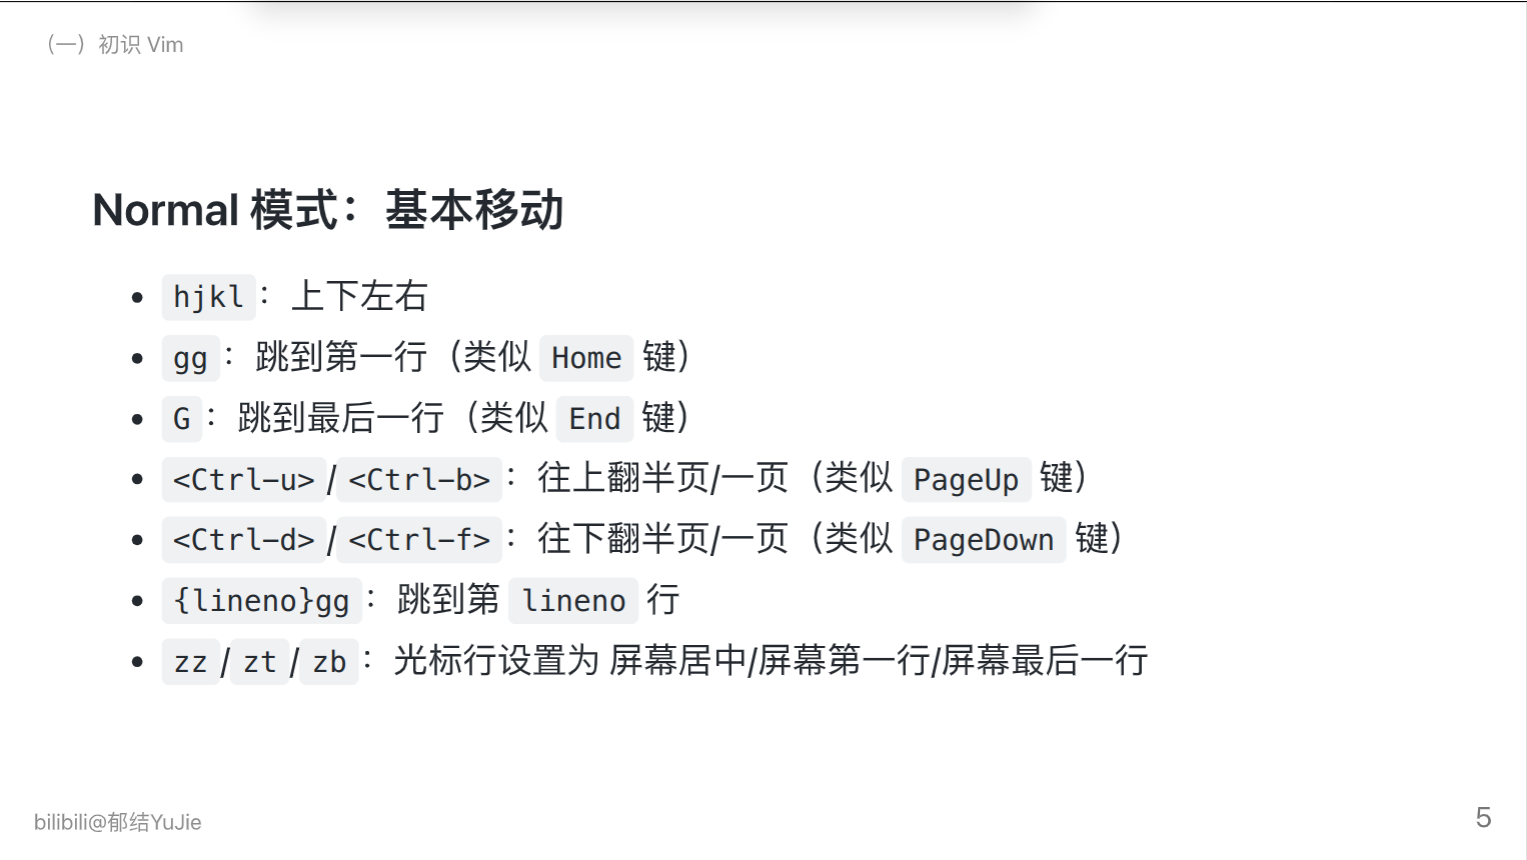 （一）初识 Vim
Normal 模式：基本移动
• hjkl：上下左右
• gg：跳到第一行（类似 Home 键）
• G：跳到最后一行（类似 End 键）
• <Ctrl-u>/<Ctrl-b>：往上翻半页/一页（类似 PageUp 键）
• <Ctrl-d>/<Ctrl-f>：往下翻半页/一页（类似 PageDown 键）
• {lineno}gg：跳到第 lineno 行
• zz/zt/zb：光标行设置为 屏幕居中/屏幕第一行/屏幕最后一行
bilibili@郁结YuJie
5